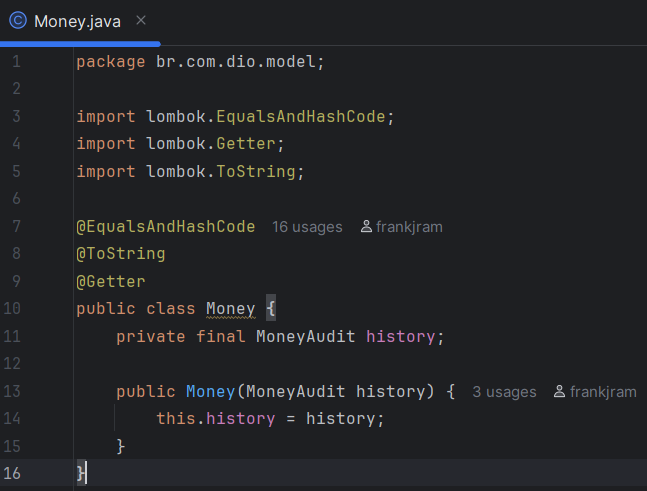 Money.java
1 package br.com.dio.model;
2
3 import lombok.EqualsAndHashCode;
4 import lombok.Getter;
5 import lombok.ToString;
6
7 @EqualsAndHashCode 16 usages frankjram
8 @ToString
9 @Getter
10 public class Money {
11     private final MoneyAudit history;
12
13     public Money(MoneyAudit history) { 3 usages frankjram
14         this.history = history;
15     }
16 }